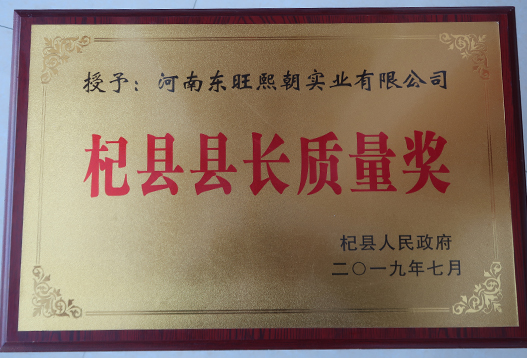 授予：河南东旺熙朝实业有限公司
杞县县长质量奖
杞县人民政府
二〇一九年七月